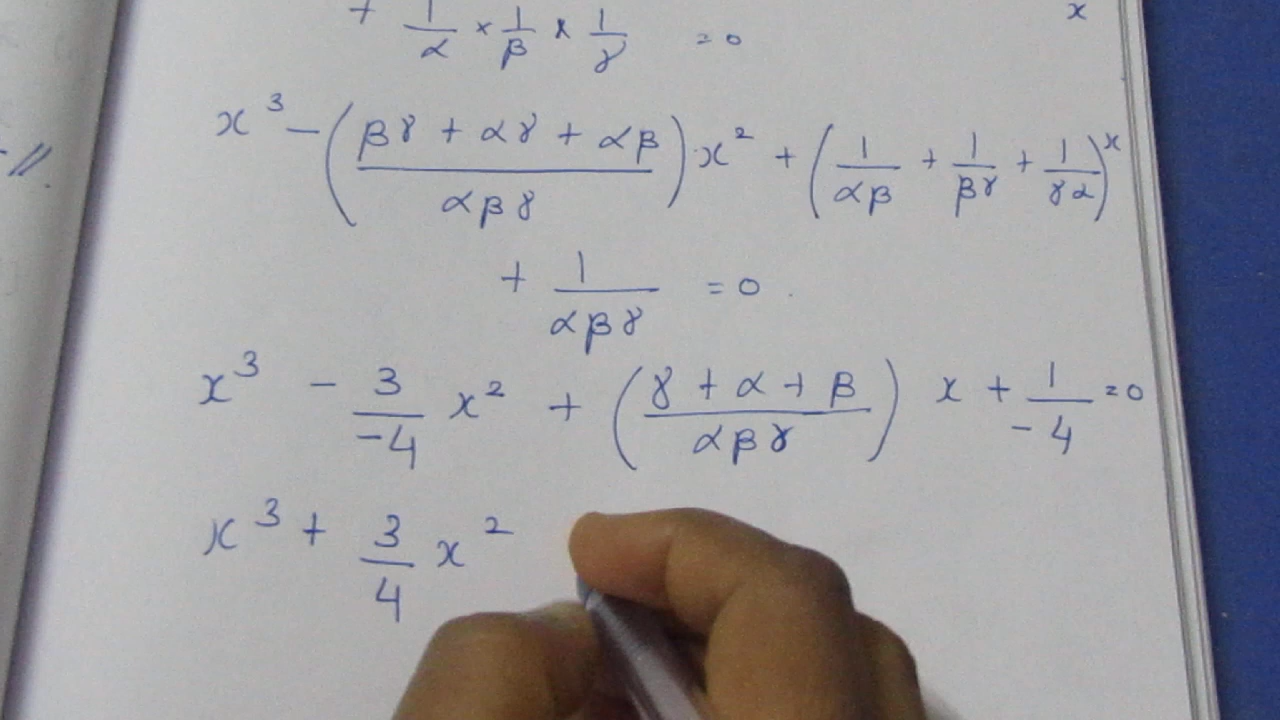 + 1/α × 1/β × 1/γ = 0
x
x³ - ((βγ + αγ + αβ)/(αβγ)) x² + (1/(αβ) + 1/(βγ) + 1/(γα)) x
+ 1/(αβγ) = 0
x³ - 3/(-4) x² + ((γ + α + β)/(αβγ)) x + 1/(-4) = 0
x³ + 3/4 x²